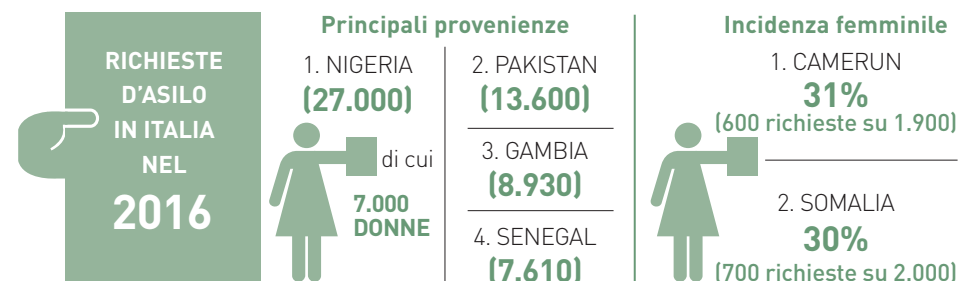 RICHIESTE
D'ASILO
IN ITALIA
NEL
2016
Principali provenienze
1. NIGERIA
(27.000)
di cui
7.000
DONNE
2. PAKISTAN
(13.600)
3. GAMBIA
(8.930)
4. SENEGAL
(7.610)
Incidenza femminile
1. CAMERUN
31%
(600 richieste su 1.900)
2. SOMALIA
30%
(700 richieste su 2.000)